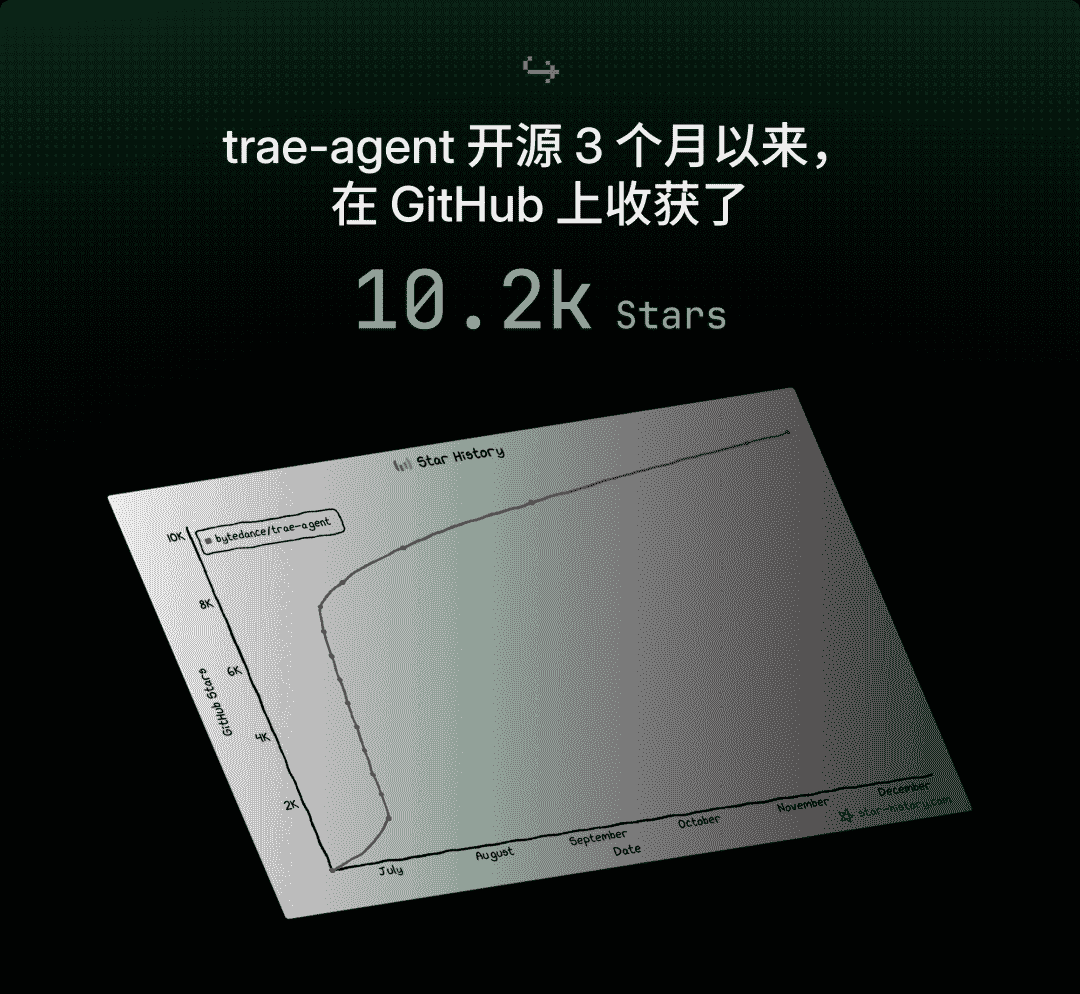 trae-agent 开源 3 个月以来，
在 GitHub 上收获了
10.2k Stars
Star History
bytedance/trae-agent
10K
8K
6K
4K
2K
GitHub Stars
July
August
September
October
November
December
Date
star-history.com